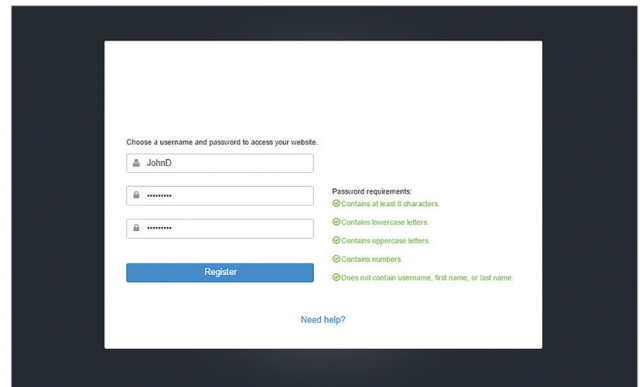 Choose a username and password to access your website.
JohnD
•••••••••
•••••••••
Password requirements:
Contains at least 8 characters.
Contains lowercase letters.
Contains uppercase letters.
Contains numbers.
Does not contain username, first name, or last name.
Register
Need help?